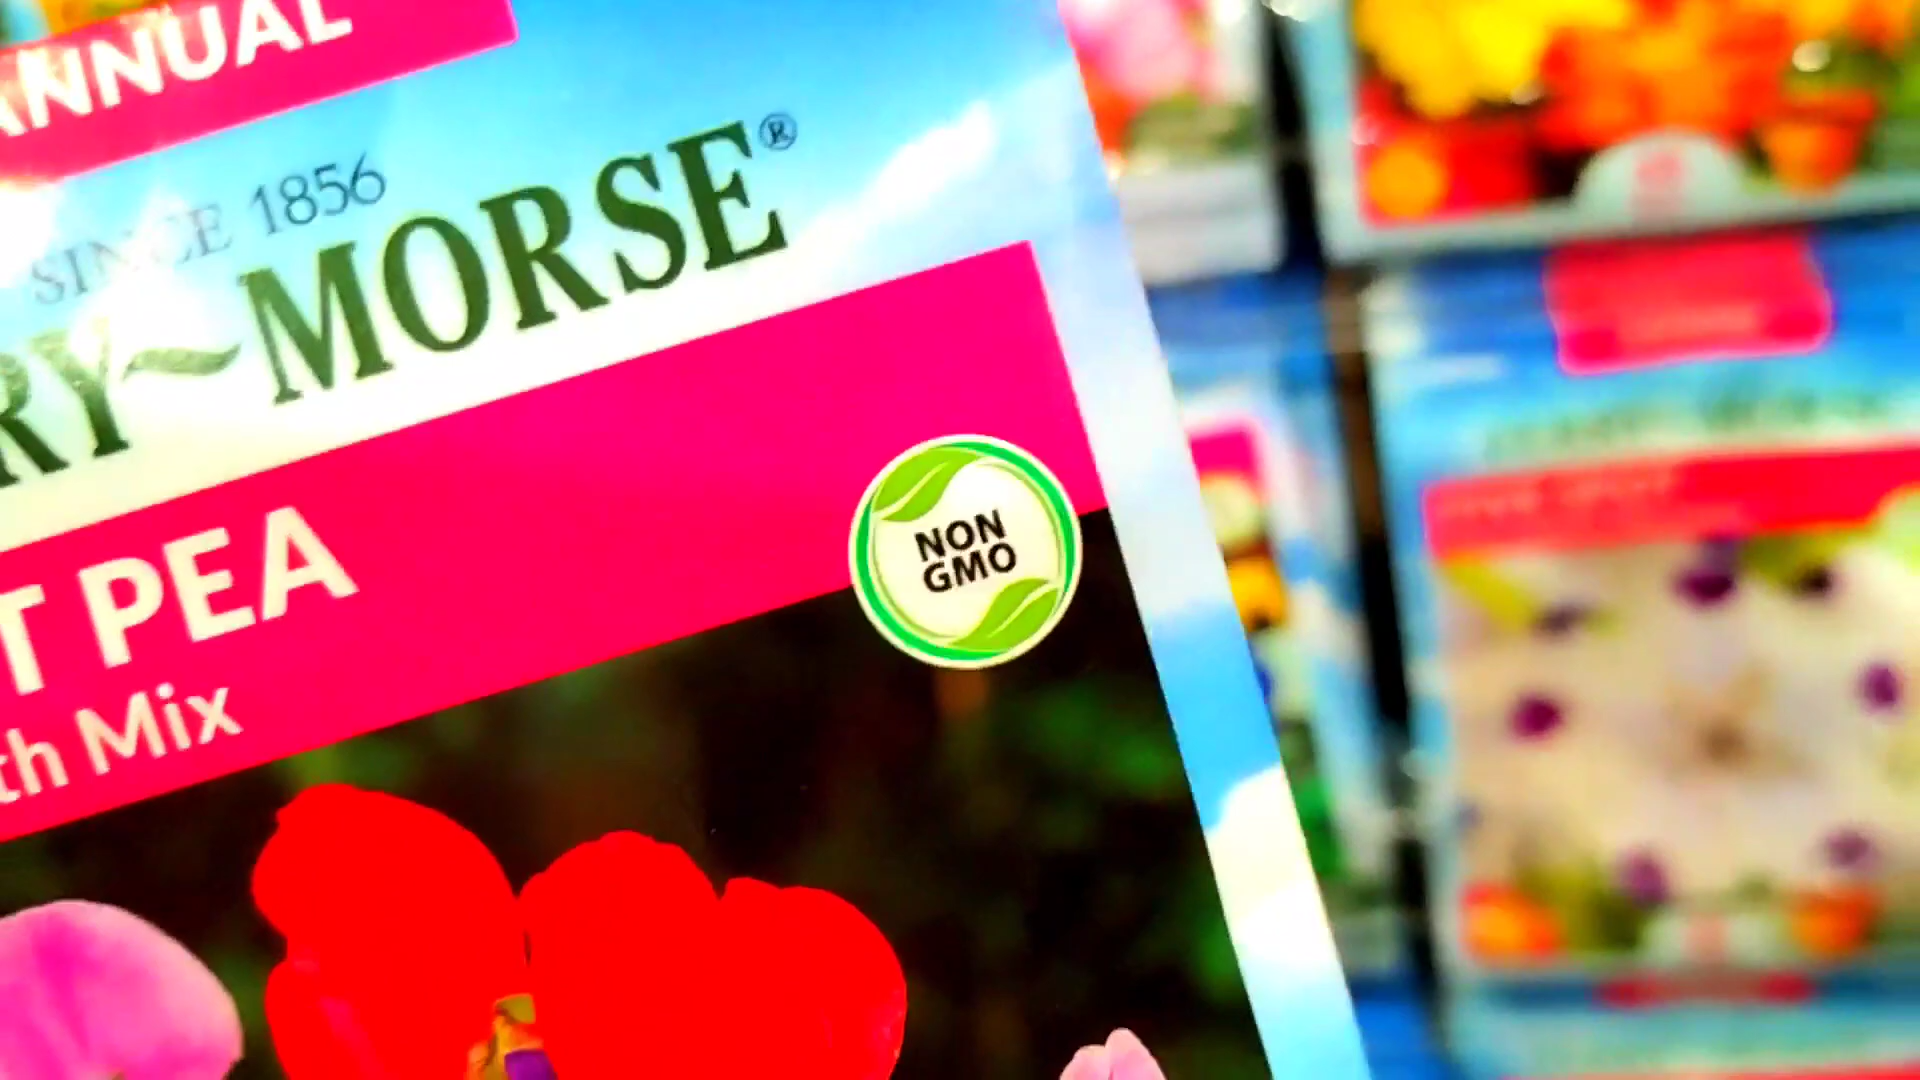 ANNUAL
SINCE 1856
RY~MORSE®
T PEA
th Mix
NON
GMO